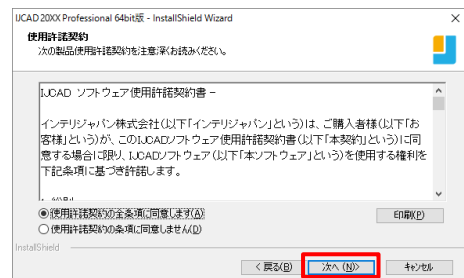 IJCAD 20XX Professional 64bit版 - InstallShield Wizard
使用許諾契約
次の製品使用許諾契約を注意深くお読みください。
IJCAD ソフトウェア使用許諾契約書 -
インテリジャパン株式会社(以下「インテリジャパン」という)は、ご購入者様(以下「お
客様」という)が、このIJCADソフトウェア使用許諾契約書(以下「本契約」という)に同
意する場合に限り、IJCADソフトウェア(以下「本ソフトウェア」という)を使用する権利を
下記条項に基づき許諾します。
使用許諾契約の全条項に同意します(A)
印刷(P)
使用許諾契約の条項に同意しません(D)
InstallShield
< 戻る(B)
次へ (N)>
キャンセル